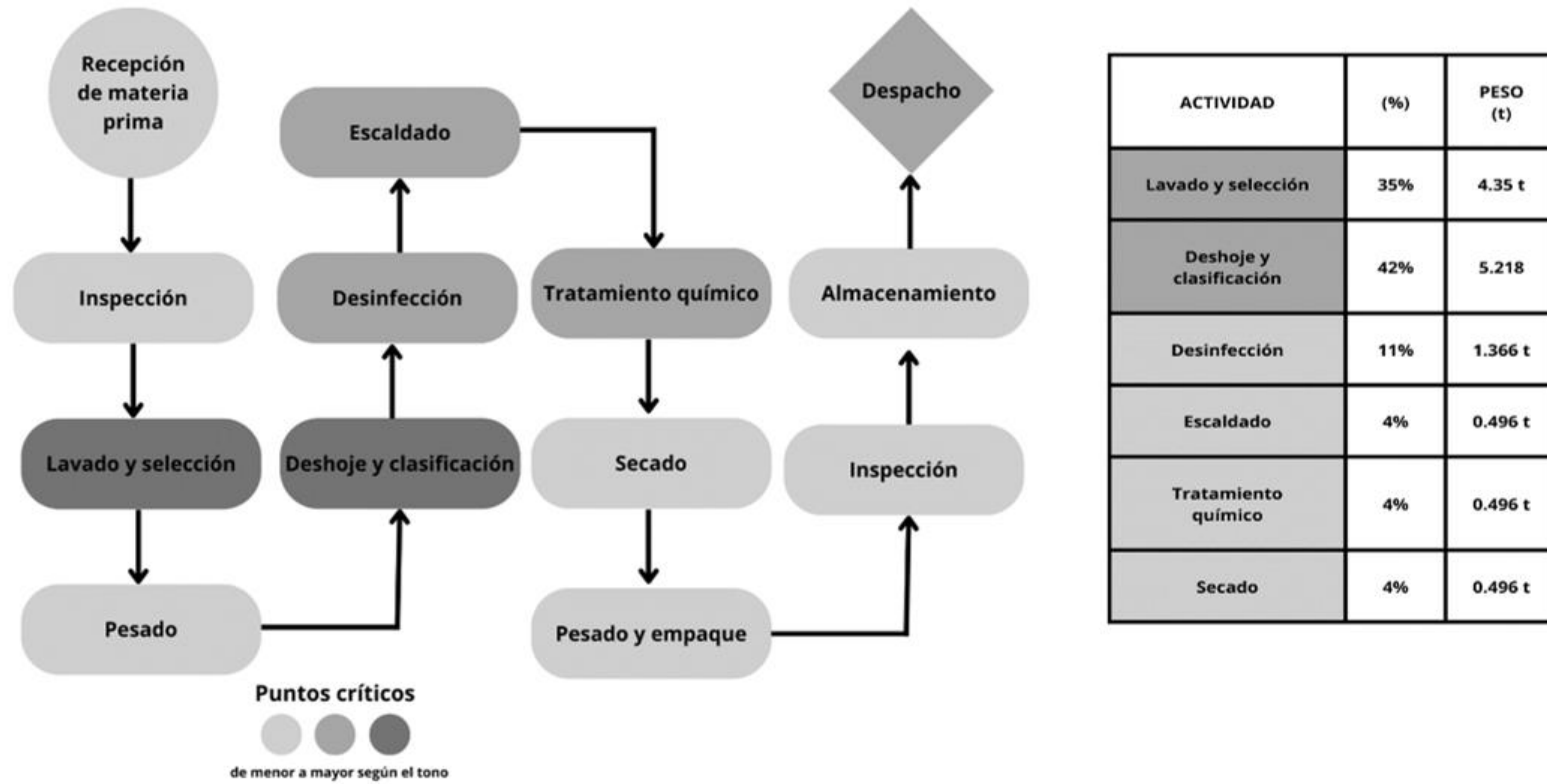 Recepción
de materia
prima
Inspección
Lavado y selección
Pesado
Deshoje y clasificación
Desinfección
Escaldado
Tratamiento químico
Secado
Pesado y empaque
Inspección
Almacenamiento
Despacho
Puntos críticos
de menor a mayor según el tono
ACTIVIDAD (%) PESO
(t)
Lavado y selección 35% 4.35 t
Deshoje y
clasificación 42% 5.218
Desinfección 11% 1.366 t
Escaldado 4% 0.496 t
Tratamiento
químico 4% 0.496 t
Secado 4% 0.496 t